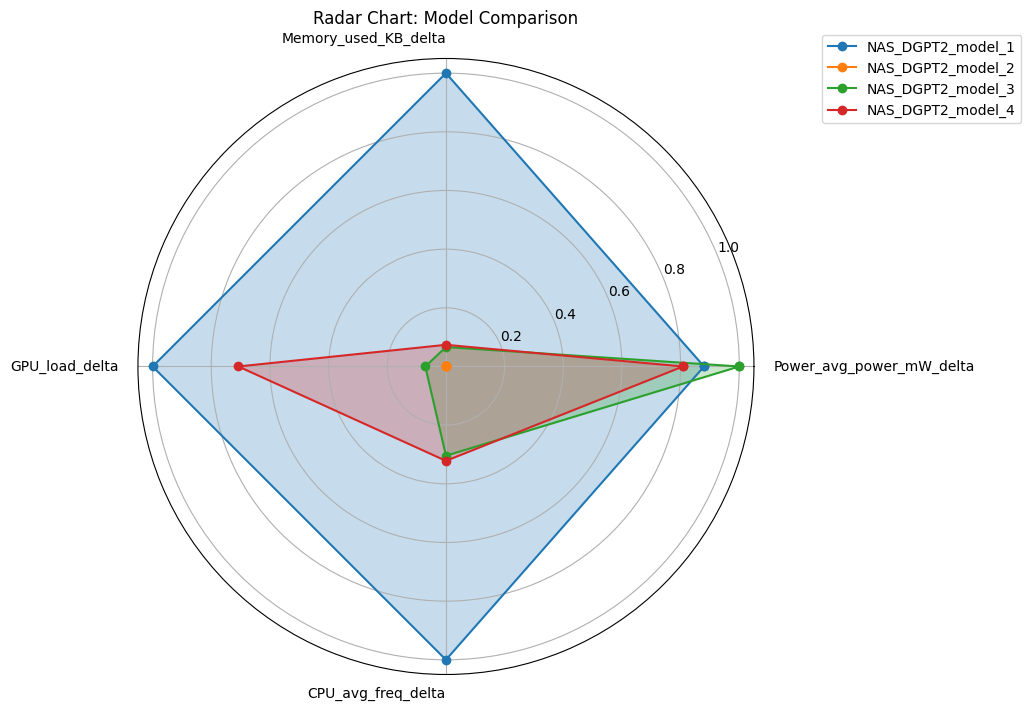 Radar Chart: Model Comparison
Memory_used_KB_delta
NAS_DGPT2_model_1
NAS_DGPT2_model_2
NAS_DGPT2_model_3
NAS_DGPT2_model_4
1.0
0.8
0.6
0.4
0.2
GPU_load_delta
Power_avg_power_mW_delta
CPU_avg_freq_delta